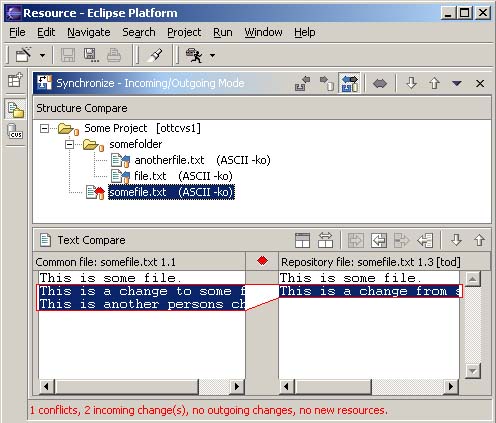 Resource - Eclipse Platform
File Edit Navigate Search Project Run Window Help
Synchronize - Incoming/Outgoing Mode
Structure Compare
Some Project [ottcvs1]
somefolder
anotherfile.txt (ASCII -ko)
file.txt (ASCII -ko)
somefile.txt (ASCII -ko)
CVS
Text Compare
Common file: somefile.txt 1.1
Repository file: somefile.txt 1.3 [tod]
This is some file.
This is a change to some f
This is another persons ch
This is some file.
This is a change from s
1 conflicts, 2 incoming change(s), no outgoing changes, no new resources.